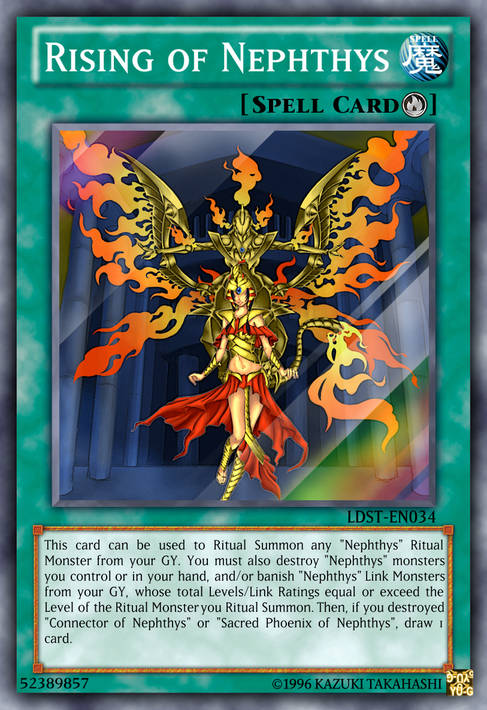 RISING OF NEPHTHYS
SPELL
魔
[SPELL CARD]
LDST-EN034
This card can be used to Ritual Summon any "Nephthys" Ritual
Monster from your GY. You must also destroy "Nephthys" monsters
you control or in your hand, and/or banish "Nephthys" Link Monsters
from your GY, whose total Levels/Link Ratings equal or exceed the
Level of the Ritual Monster you Ritual Summon. Then, if you destroyed
"Connector of Nephthys" or "Sacred Phoenix of Nephthys", draw 1
card.
52389857
©1996 KAZUKI TAKAHASHI